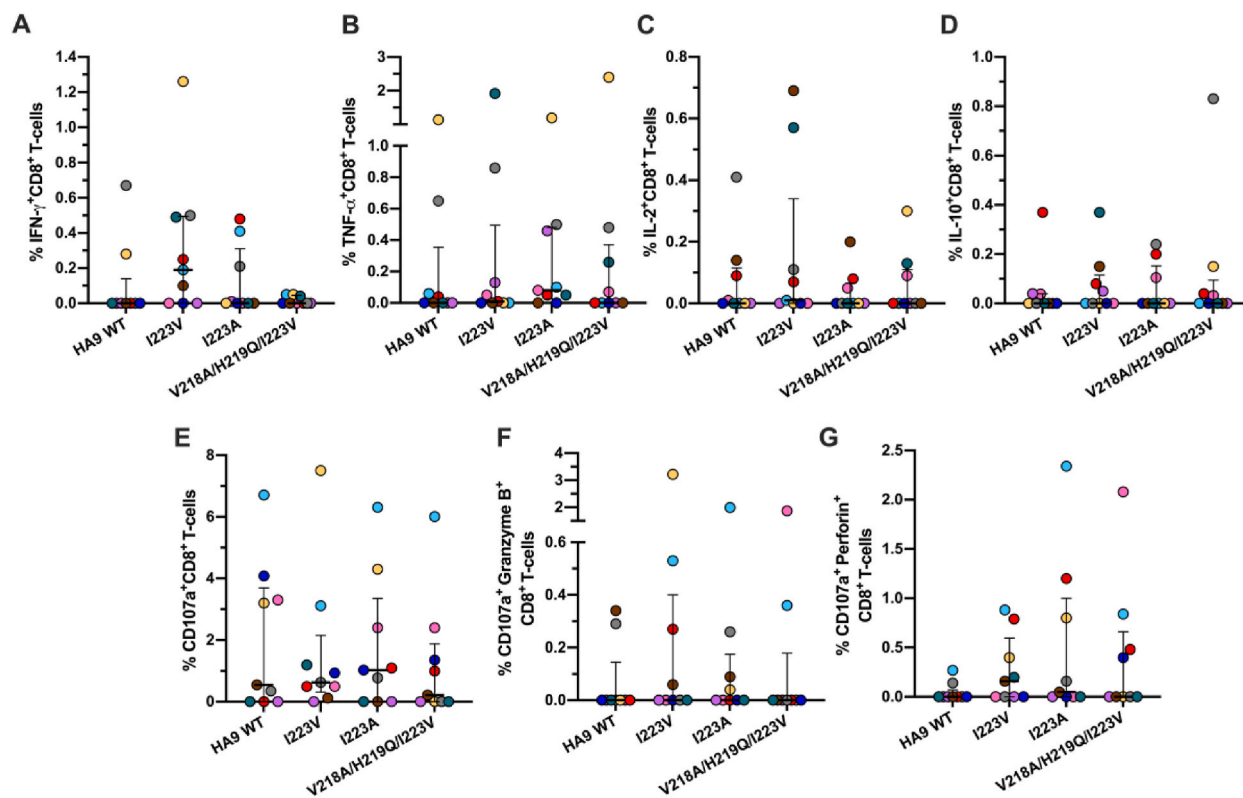 A
% IFN-γ⁺CD8⁺ T-cells
1.4
1.2
1.0
0.8
0.6
0.4
0.2
0.0
HA9 WT
I223V
I223A
V218A/H219Q/I223V
B
% TNF-α⁺CD8⁺ T-cells
3
2
1
0.8
0.6
0.4
0.2
0.0
HA9 WT
I223V
I223A
V218A/H219Q/I223V
C
% IL-2⁺CD8⁺ T-cells
0.8
0.6
0.4
0.2
0.0
HA9 WT
I223V
I223A
V218A/H219Q/I223V
D
% IL-10⁺CD8⁺ T-cells
1.0
0.8
0.6
0.4
0.2
0.0
HA9 WT
I223V
I223A
V218A/H219Q/I223V
E
% CD107a⁺CD8⁺ T-cells
8
6
4
2
0
HA9 WT
I223V
I223A
V218A/H219Q/I223V
F
% CD107a⁺ Granzyme B⁺
CD8⁺ T-cells
4
3
2
0.6
0.4
0.2
0.0
HA9 WT
I223V
I223A
V218A/H219Q/I223V
G
% CD107a⁺ Perforin⁺
CD8⁺ T-cells
2.5
2.0
1.5
1.0
0.5
0.0
HA9 WT
I223V
I223A
V218A/H219Q/I223V